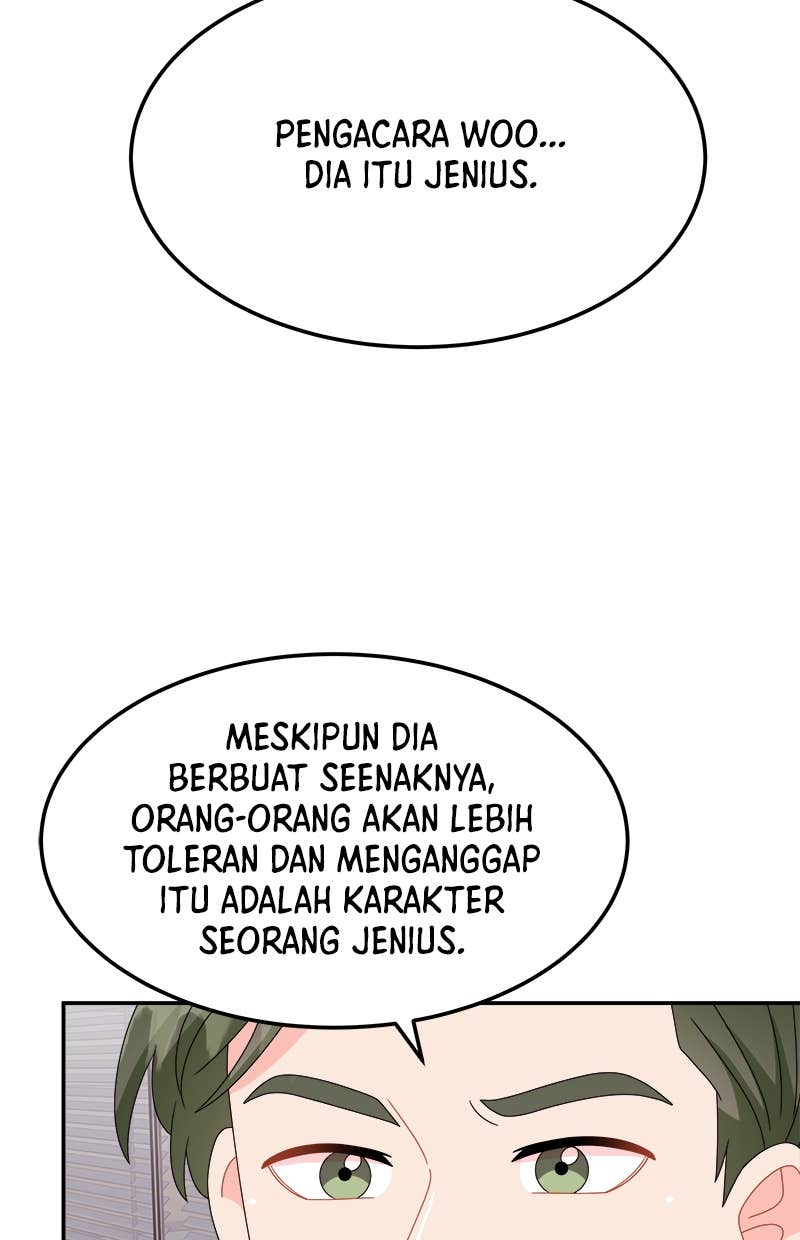 PENGACARA WOO...
DIA ITU JENIUS.
MESKIPUN DIA
BERBUAT SEENAKNYA,
ORANG-ORANG AKAN LEBIH
TOLERAN DAN MENGANGGAP
ITU ADALAH KARAKTER
SEORANG JENIUS.